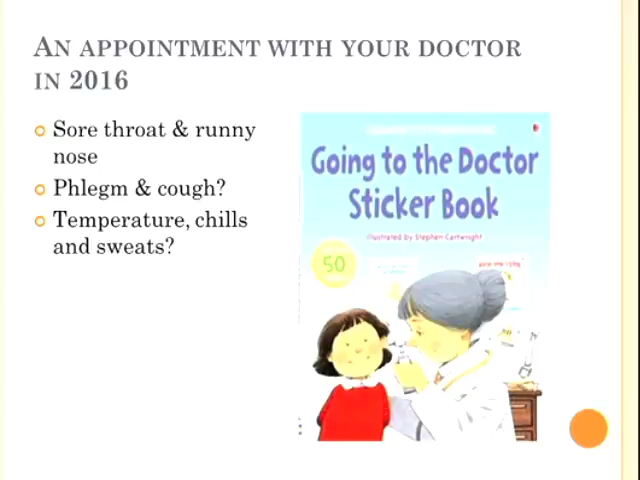 AN APPOINTMENT WITH YOUR DOCTOR
IN 2016
Sore throat & runny
nose
Phlegm & cough?
Temperature, chills
and sweats?
Going to the Doctor
Sticker Book
Illustrated by Stephen Cartwright
50